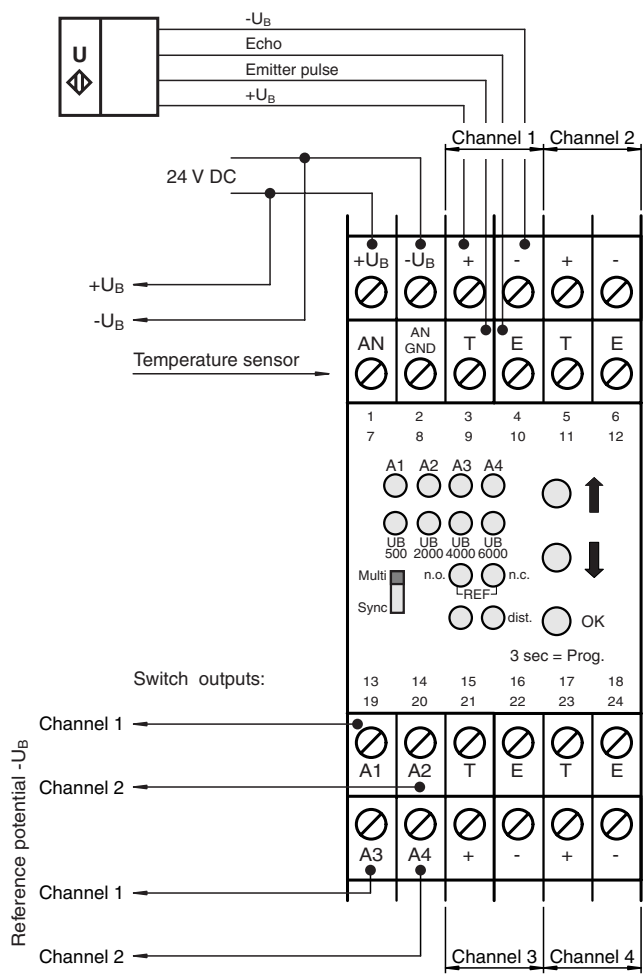 -UB
U
Echo
Emitter pulse
+UB
Channel 1 Channel 2
24 V DC
+UB -UB + - + -
+UB
-UB
AN AN GND T E T E
Temperature sensor
1 2 3 4 5 6
7 8 9 10 11 12
A1 A2 A3 A4
UB 500 UB 2000 UB 4000 UB 6000
Multi n.o. n.c.
REF
Sync dist. OK
3 sec = Prog.
Switch outputs: 13 14 15 16 17 18
19 20 21 22 23 24
Channel 1
A1 A2 T E T E
Channel 2
Reference potential -UB
A3 A4 + - + -
Channel 1
Channel 2
Channel 3 Channel 4